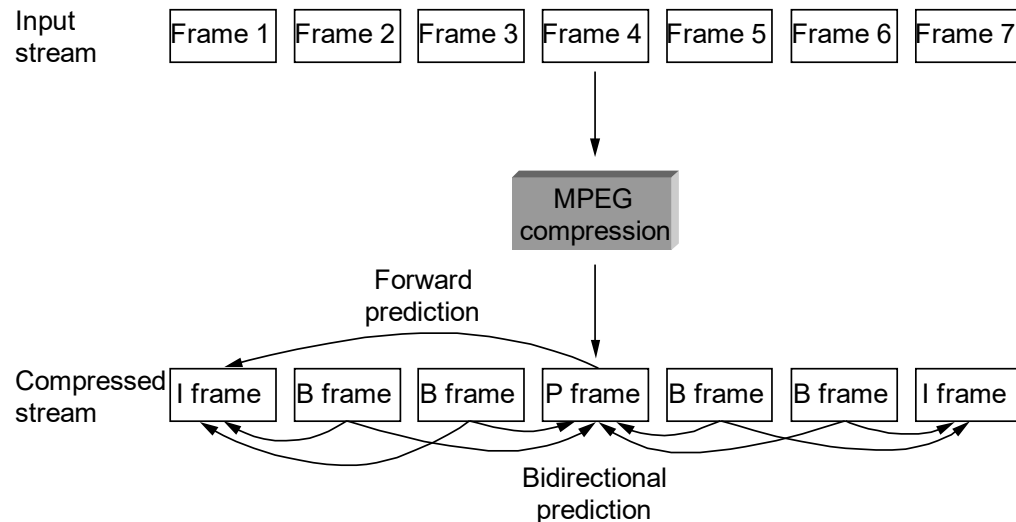 Input
stream
Frame 1 Frame 2 Frame 3 Frame 4 Frame 5 Frame 6 Frame 7
MPEG
compression
Forward
prediction
Compressed
stream
I frame B frame B frame P frame B frame B frame I frame
Bidirectional
prediction